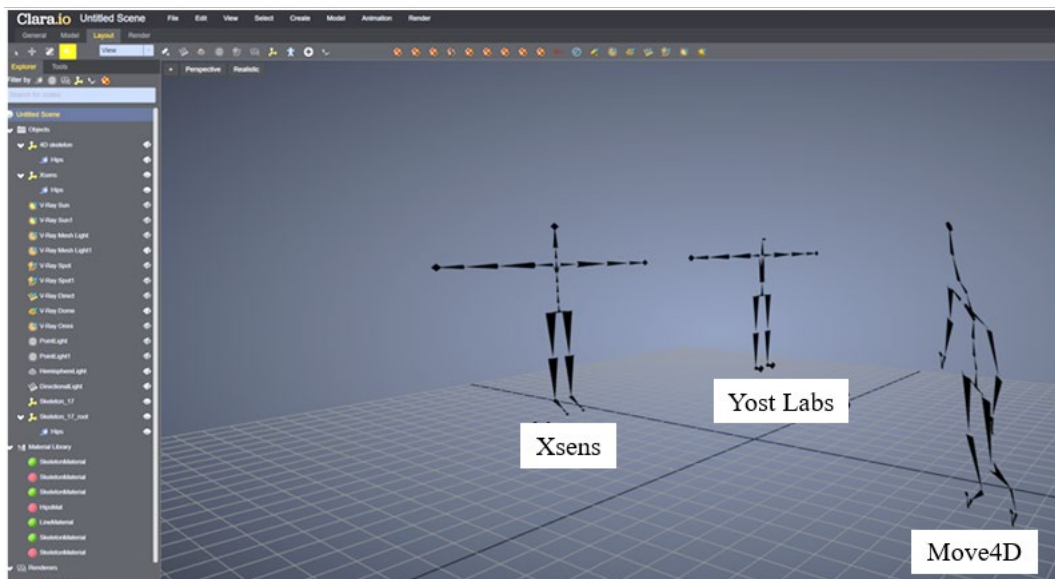 Clara.io Untitled Scene File Edit View Select Create Model Animation Render
General Model Layout Render
View
Explorer Tools
Filter by
+ Perspective Realistic
Untitled Scene
Objects
4D skeleton
Hips
Xsens
Hips
V-Ray Sun
V-Ray Sun1
V-Ray Mesh Light
V-Ray Mesh Light1
V-Ray Spot
V-Ray Spot1
V-Ray Direct
V-Ray Dome
V-Ray Omni
PointLight
PointLight1
HemisphereLight
DirectionalLight
Skeleton_17
Skeleton_17_root
Hips
Material Library
SkeletonMaterial
SkeletonMaterial
SkeletonMaterial
HipsMat
LineMaterial
SkeletonMaterial
SkeletonMaterial
Renderers
Xsens
Yost Labs
Move4D